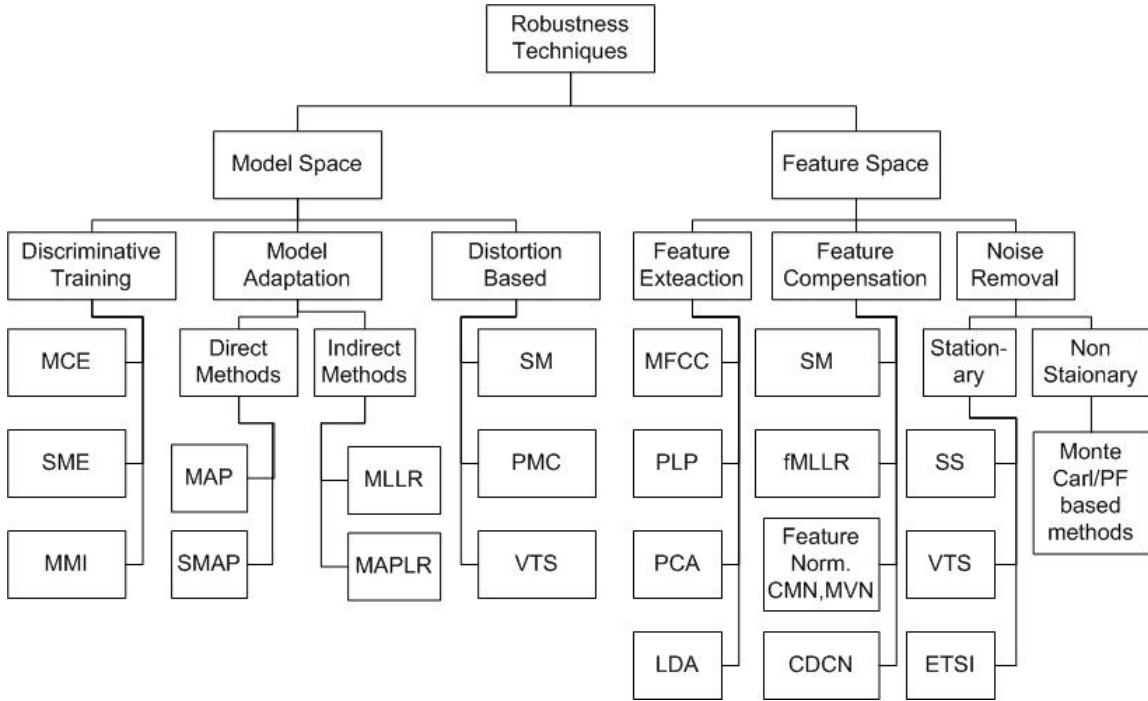 Robustness
Techniques
Model Space
Feature Space
Discriminative
Training
Model
Adaptation
Distortion
Based
Feature
Exteaction
Feature
Compensation
Noise
Removal
MCE
Direct
Methods
Indirect
Methods
SM
MFCC
SM
Station-
ary
Non
Staionary
SME
MAP
MLLR
PMC
PLP
fMLLR
SS
Monte
Carl/PF
based
methods
MMI
SMAP
MAPLR
VTS
PCA
Feature
Norm.
CMN,MVN
VTS
LDA
CDCN
ETSI